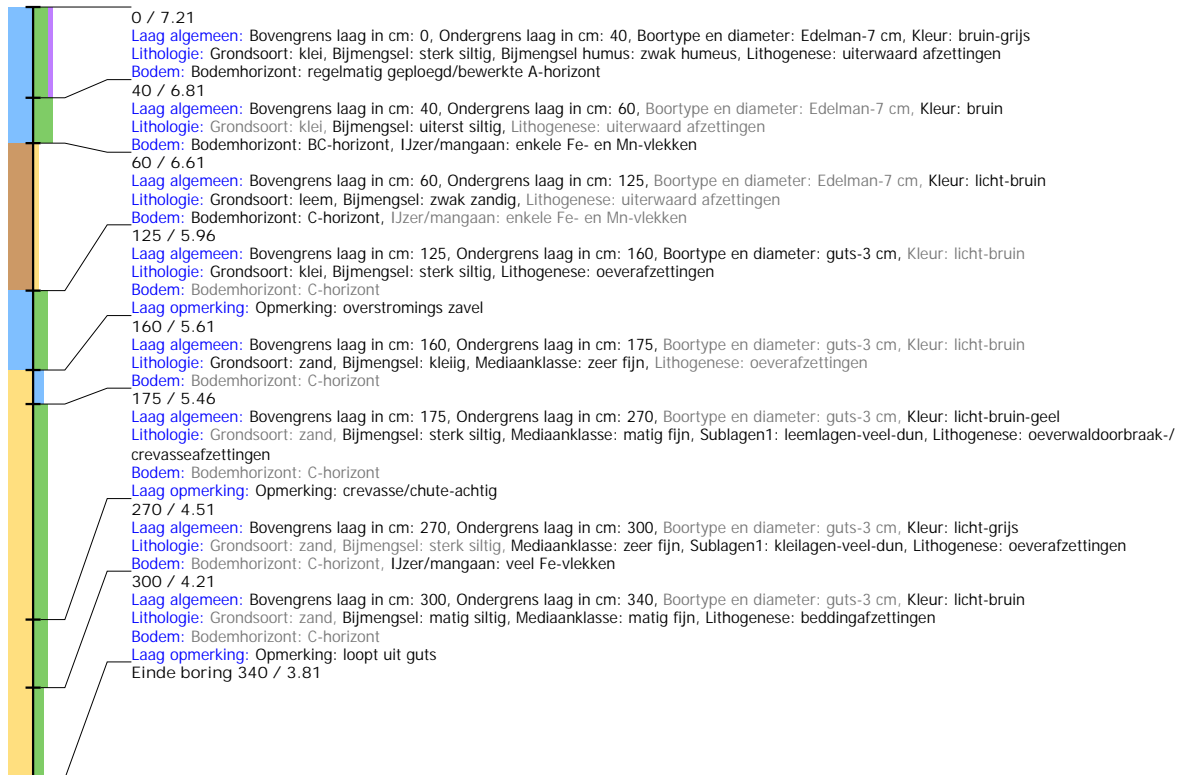 0 / 7.21
Laag algemeen: Bovengrens laag in cm: 0, Ondergrens laag in cm: 40, Boortype en diameter: Edelman-7 cm, Kleur: bruin-grijs
Lithologie: Grondsoort: klei, Bijmengsel: sterk siltig, Bijmengsel humus: zwak humeus, Lithogenese: uiterwaard afzettingen
Bodem: Bodemhorizont: regelmatig geploegd/bewerkte A-horizont
40 / 6.81
Laag algemeen: Bovengrens laag in cm: 40, Ondergrens laag in cm: 60, Boortype en diameter: Edelman-7 cm, Kleur: bruin
Lithologie: Grondsoort: klei, Bijmengsel: uiterst siltig, Lithogenese: uiterwaard afzettingen
Bodem: Bodemhorizont: BC-horizont, IJzer/mangaan: enkele Fe- en Mn-vlekken
60 / 6.61
Laag algemeen: Bovengrens laag in cm: 60, Ondergrens laag in cm: 125, Boortype en diameter: Edelman-7 cm, Kleur: licht-bruin
Lithologie: Grondsoort: leem, Bijmengsel: zwak zandig, Lithogenese: uiterwaard afzettingen
Bodem: Bodemhorizont: C-horizont, IJzer/mangaan: enkele Fe- en Mn-vlekken
125 / 5.96
Laag algemeen: Bovengrens laag in cm: 125, Ondergrens laag in cm: 160, Boortype en diameter: guts-3 cm, Kleur: licht-bruin
Lithologie: Grondsoort: klei, Bijmengsel: sterk siltig, Lithogenese: oeverafzettingen
Bodem: Bodemhorizont: C-horizont
Laag opmerking: Opmerking: overstromings zavel
160 / 5.61
Laag algemeen: Bovengrens laag in cm: 160, Ondergrens laag in cm: 175, Boortype en diameter: guts-3 cm, Kleur: licht-bruin
Lithologie: Grondsoort: zand, Bijmengsel: kleiig, Mediaanklasse: zeer fijn, Lithogenese: oeverafzettingen
Bodem: Bodemhorizont: C-horizont
175 / 5.46
Laag algemeen: Bovengrens laag in cm: 175, Ondergrens laag in cm: 270, Boortype en diameter: guts-3 cm, Kleur: licht-bruin-geel
Lithologie: Grondsoort: zand, Bijmengsel: sterk siltig, Mediaanklasse: matig fijn, Sublagen1: leemlagen-veel-dun, Lithogenese: oeverwaldoorbraak-/
crevasseafzettingen
Bodem: Bodemhorizont: C-horizont
Laag opmerking: Opmerking: crevasse/chute-achtig
270 / 4.51
Laag algemeen: Bovengrens laag in cm: 270, Ondergrens laag in cm: 300, Boortype en diameter: guts-3 cm, Kleur: licht-grijs
Lithologie: Grondsoort: zand, Bijmengsel: sterk siltig, Mediaanklasse: zeer fijn, Sublagen1: kleilagen-veel-dun, Lithogenese: oeverafzettingen
Bodem: Bodemhorizont: C-horizont, IJzer/mangaan: veel Fe-vlekken
300 / 4.21
Laag algemeen: Bovengrens laag in cm: 300, Ondergrens laag in cm: 340, Boortype en diameter: guts-3 cm, Kleur: licht-bruin
Lithologie: Grondsoort: zand, Bijmengsel: matig siltig, Mediaanklasse: matig fijn, Lithogenese: beddingafzettingen
Bodem: Bodemhorizont: C-horizont
Laag opmerking: Opmerking: loopt uit guts
Einde boring 340 / 3.81